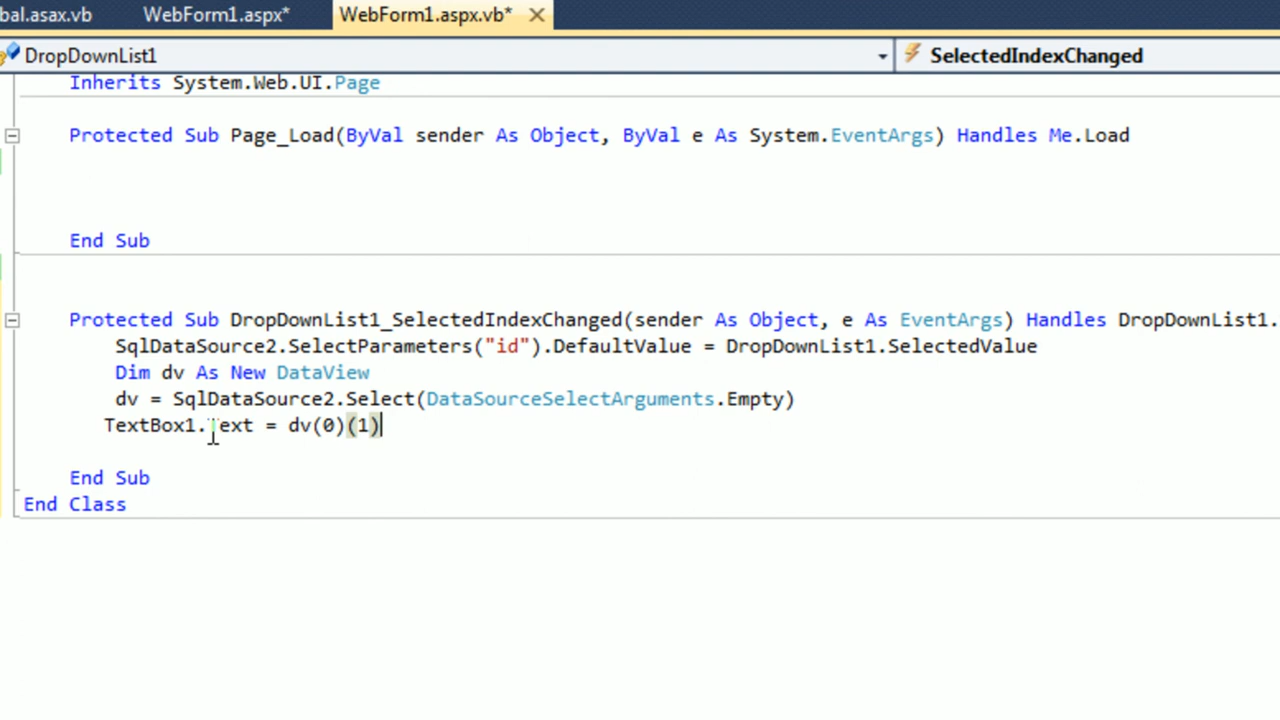 bal.asax.vb WebForm1.aspx* WebForm1.aspx.vb*
DropDownList1 SelectedIndexChanged
Inherits System.Web.UI.Page
Protected Sub Page_Load(ByVal sender As Object, ByVal e As System.EventArgs) Handles Me.Load
End Sub
Protected Sub DropDownList1_SelectedIndexChanged(sender As Object, e As EventArgs) Handles DropDownList1.
SqlDataSource2.SelectParameters("id").DefaultValue = DropDownList1.SelectedValue
Dim dv As New DataView
dv = SqlDataSource2.Select(DataSourceSelectArguments.Empty)
TextBox1.Text = dv(0)(1)
End Sub
End Class